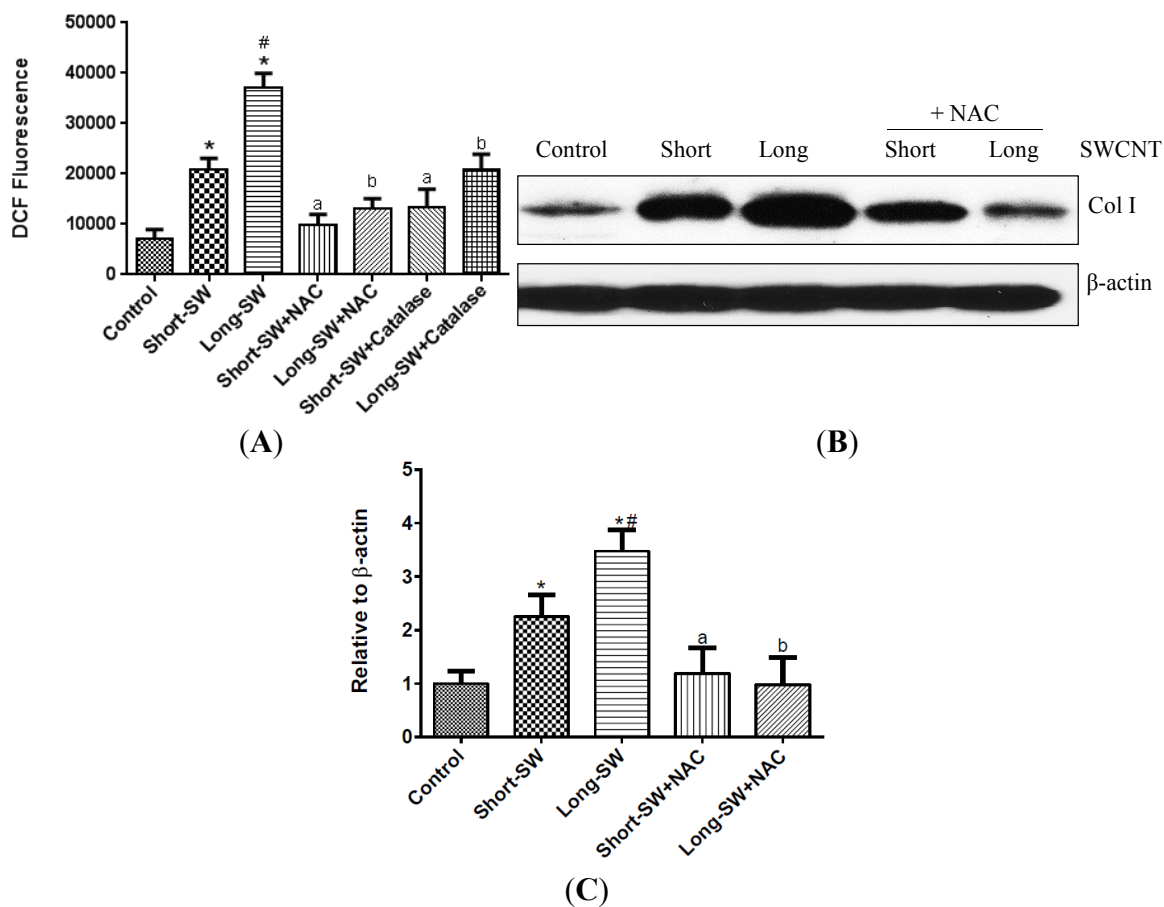 DCF Fluorescence
50000
40000
30000
20000
10000
0
#
*
*
a
b
a
b
Control
Short-SW
Long-SW
Short-SW+NAC
Long-SW+NAC
Short-SW+Catalase
Long-SW+Catalase
(A)
+ NAC
Control Short Long Short Long SWCNT
Col I
β-actin
(B)
Relative to β-actin
5
4
3
2
1
0
*
*#
a
b
Control
Short-SW
Long-SW
Short-SW+NAC
Long-SW+NAC
(C)